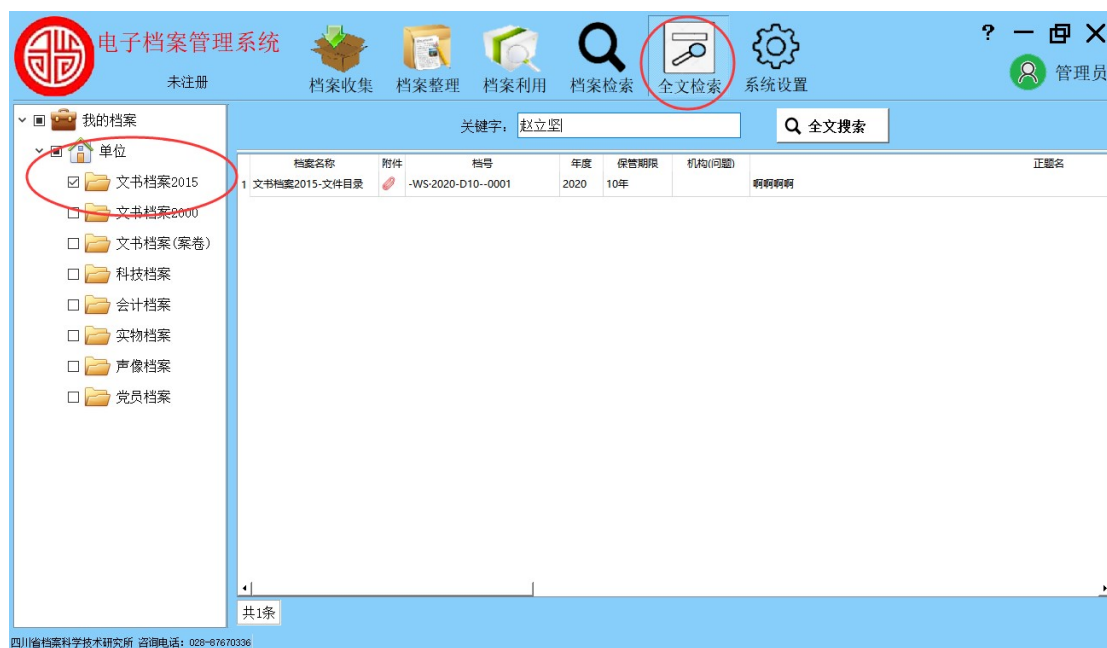 电子档案管理系统
未注册
档案收集
档案整理
档案利用
档案检索
全文检索
系统设置
?
管理员
我的档案
单位
文书档案2015
文书档案2000
文书档案(案卷)
科技档案
会计档案
实物档案
声像档案
党员档案
关键字: 赵立坚
全文搜索
档案名称 附件 档号 年度 保管期限 机构(问题) 正题名
1 文书档案2015-文件目录 -WS-2020-D10--0001 2020 10年 啊啊啊啊
共1条
四川省档案科学技术研究所 咨询电话: 028-87670336